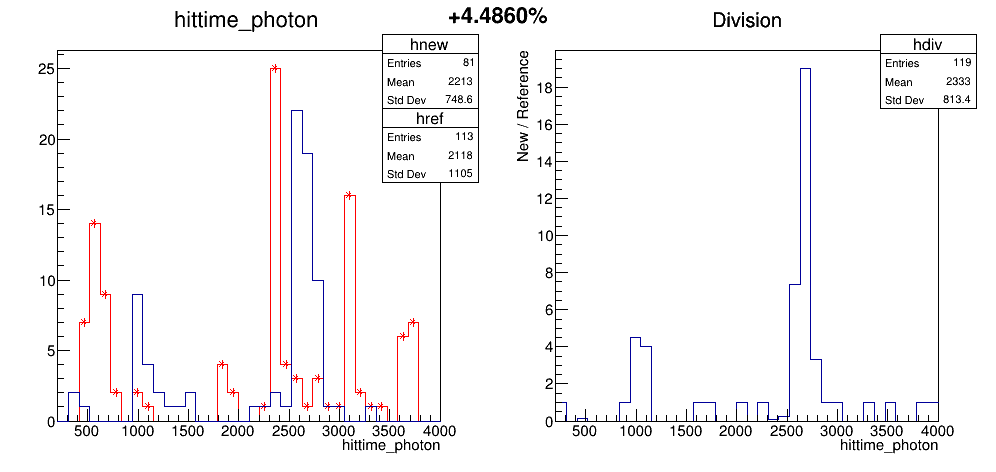 +4.4860%
hittime_photon
hnew
Entries 81
Mean 2213
Std Dev 748.6
href
Entries 113
Mean 2118
Std Dev 1105
25
20
15
10
5
0
500 1000 1500 2000 2500 3000 3500 4000
hittime_photon
Division
hdiv
Entries 119
Mean 2333
Std Dev 813.4
New / Reference
18
16
14
12
10
8
6
4
2
0
500 1000 1500 2000 2500 3000 3500 4000
hittime_photon